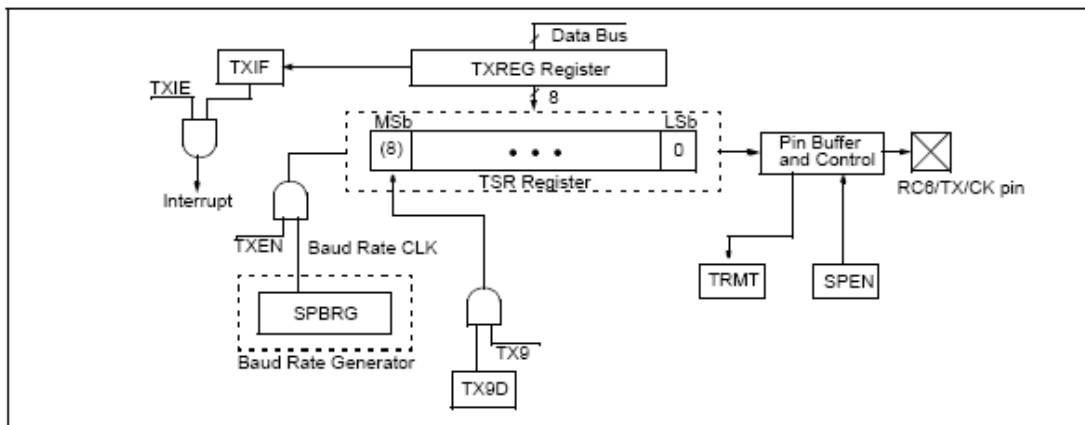 Data Bus
TXIF
TXREG Register
TXIE
8
MSb
LSb
(8)
• • •
0
Pin Buffer
and Control
TSR Register
RC6/TX/CK pin
Interrupt
TXEN
Baud Rate CLK
TRMT
SPEN
SPBRG
TX9
Baud Rate Generator
TX9D